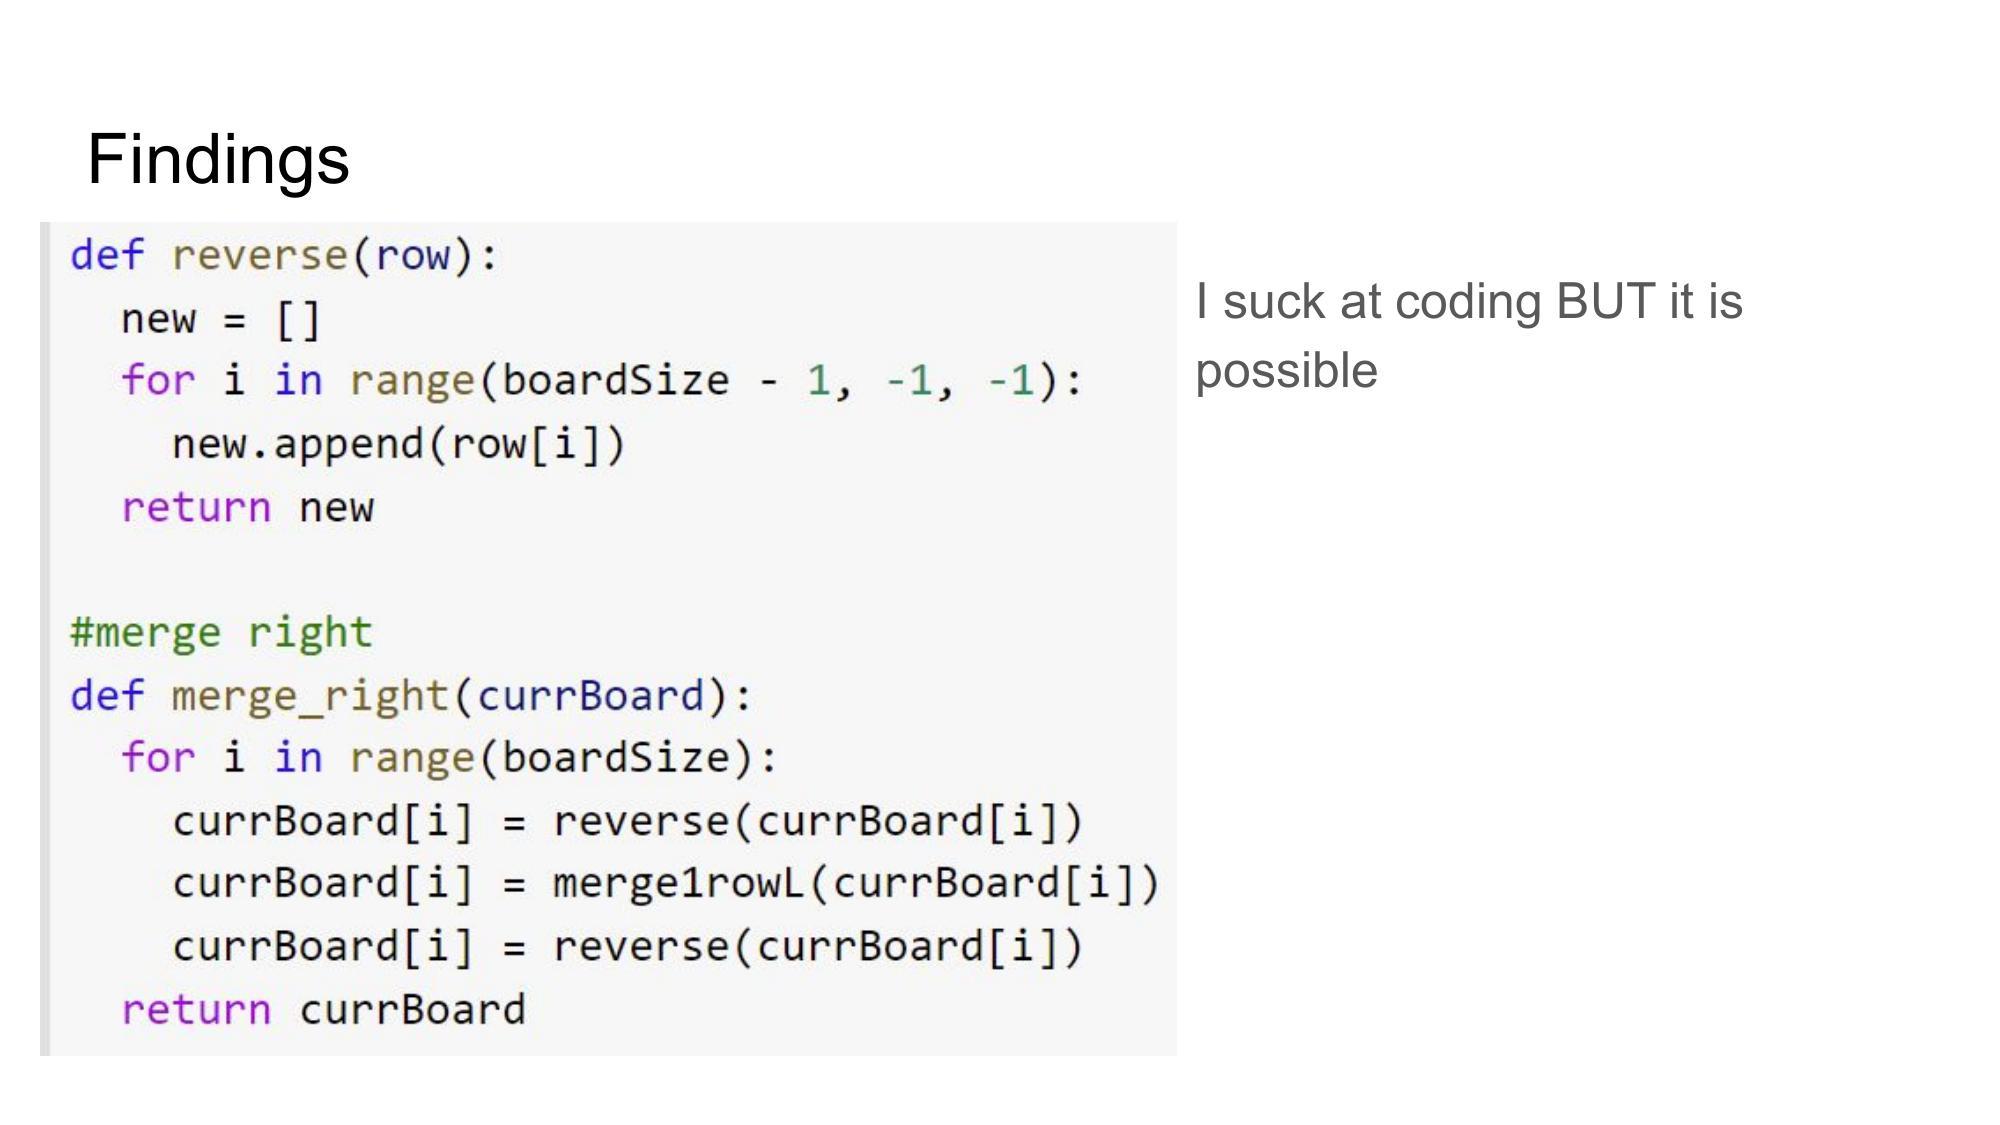 Findings
def reverse(row):
  new = []
  for i in range(boardSize - 1, -1, -1):
    new.append(row[i])
  return new

#merge right
def merge_right(currBoard):
  for i in range(boardSize):
    currBoard[i] = reverse(currBoard[i])
    currBoard[i] = merge1rowL(currBoard[i])
    currBoard[i] = reverse(currBoard[i])
  return currBoard
I suck at coding BUT it is
possible